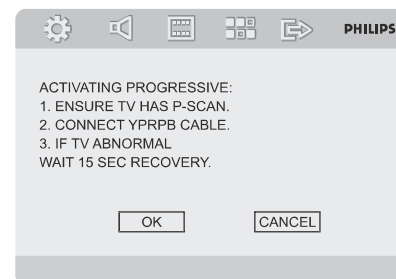 PHILIPS
ACTIVATING PROGRESSIVE:
1. ENSURE TV HAS P-SCAN.
2. CONNECT YPRPB CABLE.
3. IF TV ABNORMAL
WAIT 15 SEC RECOVERY.
OK CANCEL